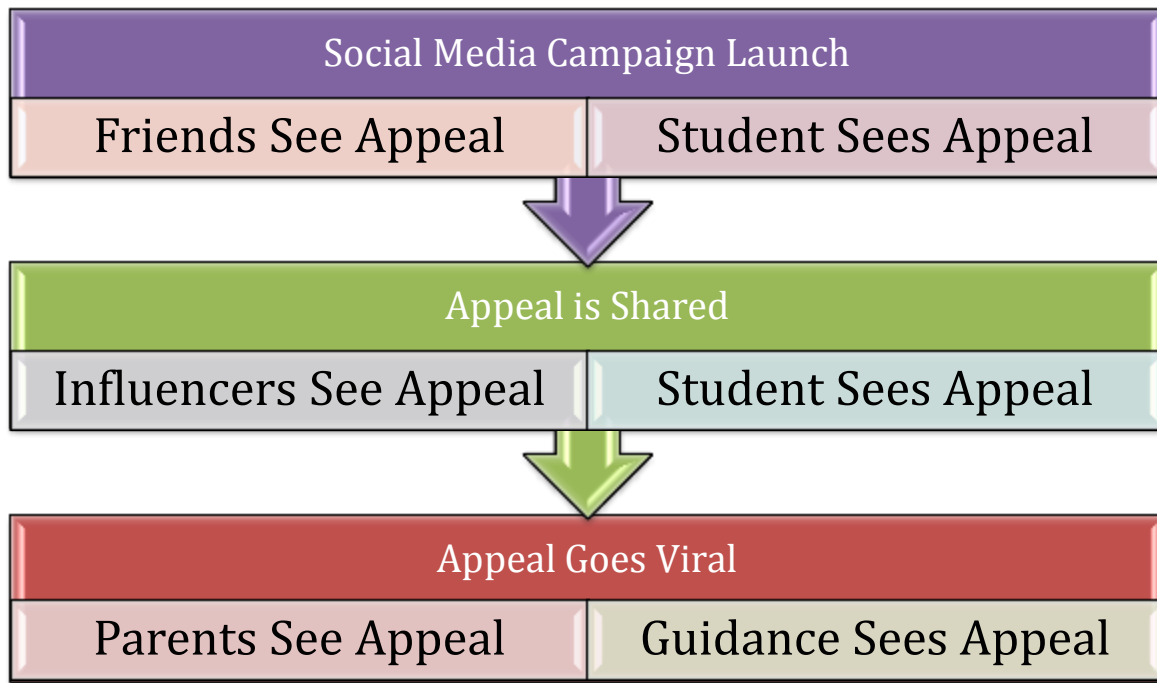 Social Media Campaign Launch
Friends See Appeal
Student Sees Appeal
Appeal is Shared
Influencers See Appeal
Student Sees Appeal
Appeal Goes Viral
Parents See Appeal
Guidance Sees Appeal